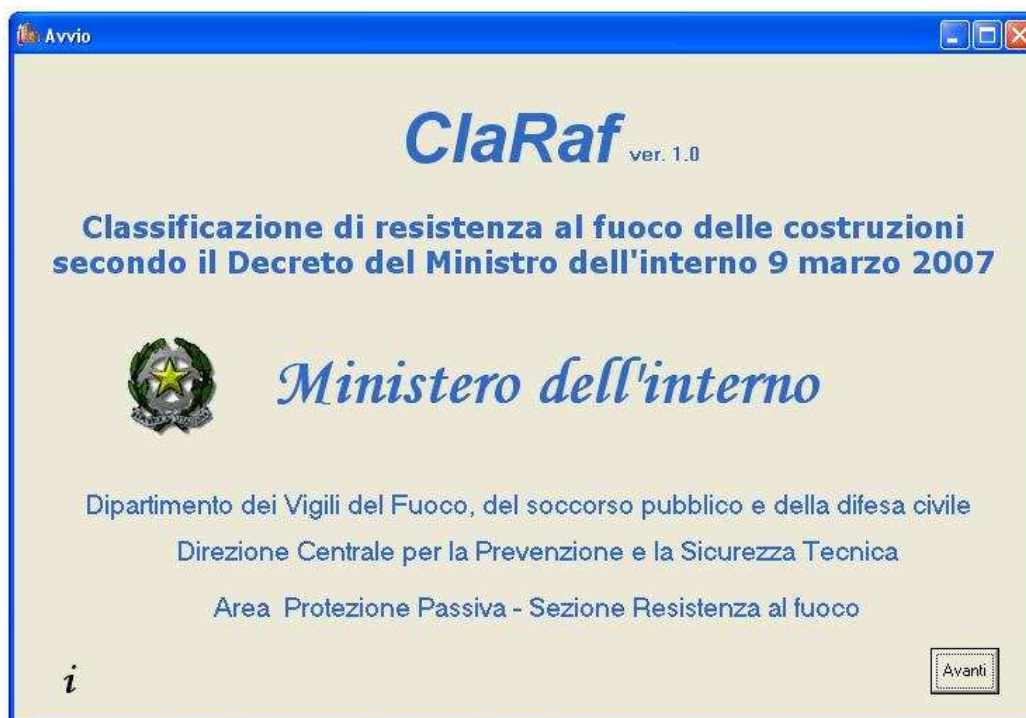 Avvio
ClaRaf ver. 1.0
Classificazione di resistenza al fuoco delle costruzioni
secondo il Decreto del Ministro dell'interno 9 marzo 2007
Ministero dell'interno
Dipartimento dei Vigili del Fuoco, del soccorso pubblico e della difesa civile
Direzione Centrale per la Prevenzione e la Sicurezza Tecnica
Area Protezione Passiva - Sezione Resistenza al fuoco
i
Avanti